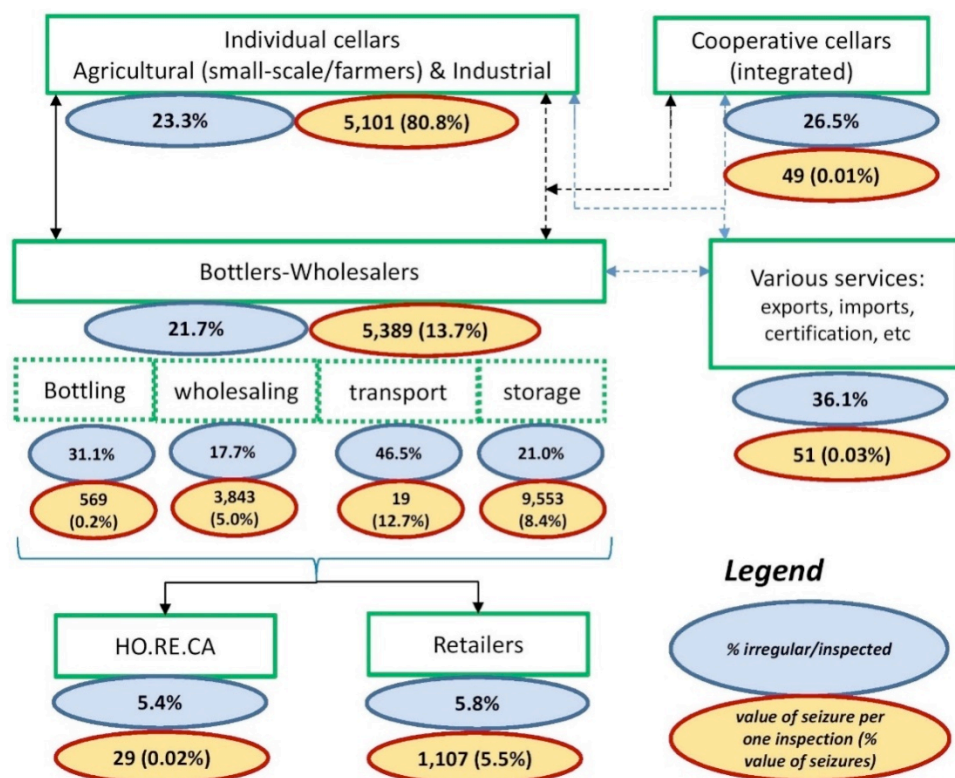 Individual cellars
Agricultural (small-scale/farmers) & Industrial
23.3%
5,101 (80.8%)
Cooperative cellars
(integrated)
26.5%
49 (0.01%)
Bottlers-Wholesalers
21.7%
5,389 (13.7%)
Various services:
exports, imports,
certification, etc
36.1%
51 (0.03%)
Bottling
wholesaling
transport
storage
31.1%
17.7%
46.5%
21.0%
569
(0.2%)
3,843
(5.0%)
19
(12.7%)
9,553
(8.4%)
HO.RE.CA
5.4%
29 (0.02%)
Retailers
5.8%
1,107 (5.5%)
Legend
% irregular/inspected
value of seizure per
one inspection (%
value of seizures)